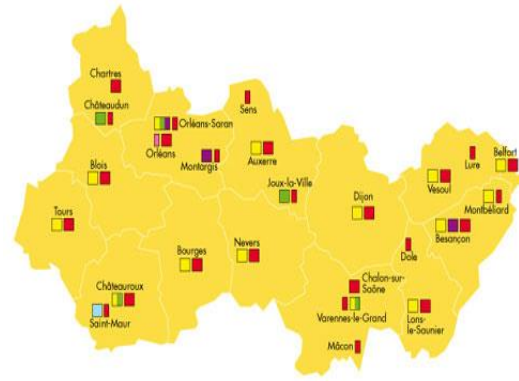 Chartres
Châteaudun
Orléans-Saran
Orléans
Montargis
Sens
Auxerre
Joux-la-Ville
Blois
Tours
Bourges
Nevers
Châteauroux
Saint-Maur
Dijon
Vesoul
Lure
Belfort
Montbéliard
Besançon
Dole
Chalon-sur-
Saône
Varennes-le-Grand
Mâcon
Lons-
le-Saunier